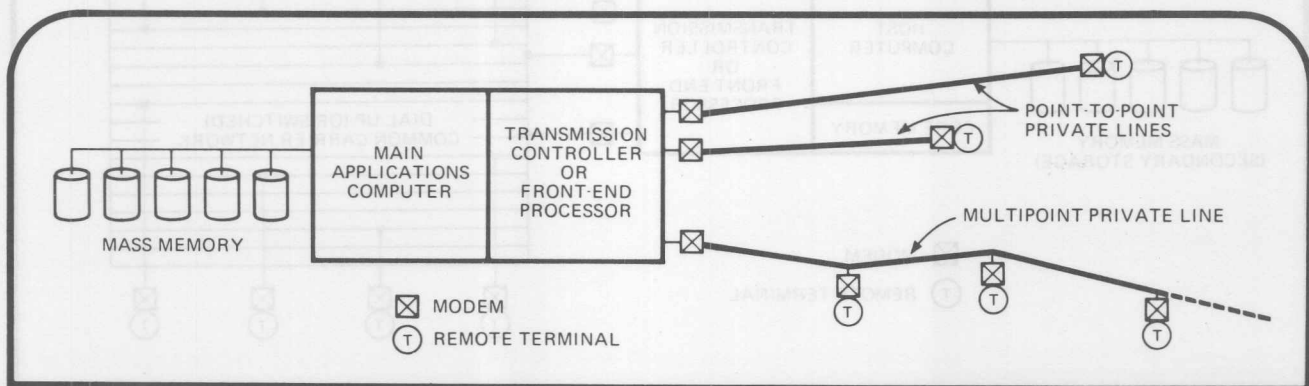 POINT-TO-POINT
PRIVATE LINES
MAIN
APPLICATIONS
COMPUTER
TRANSMISSION
CONTROLLER
OR
FRONT-END
PROCESSOR
MASS MEMORY
MULTIPOINT PRIVATE LINE
MODEM
T REMOTE TERMINAL
T
T
T
T
T